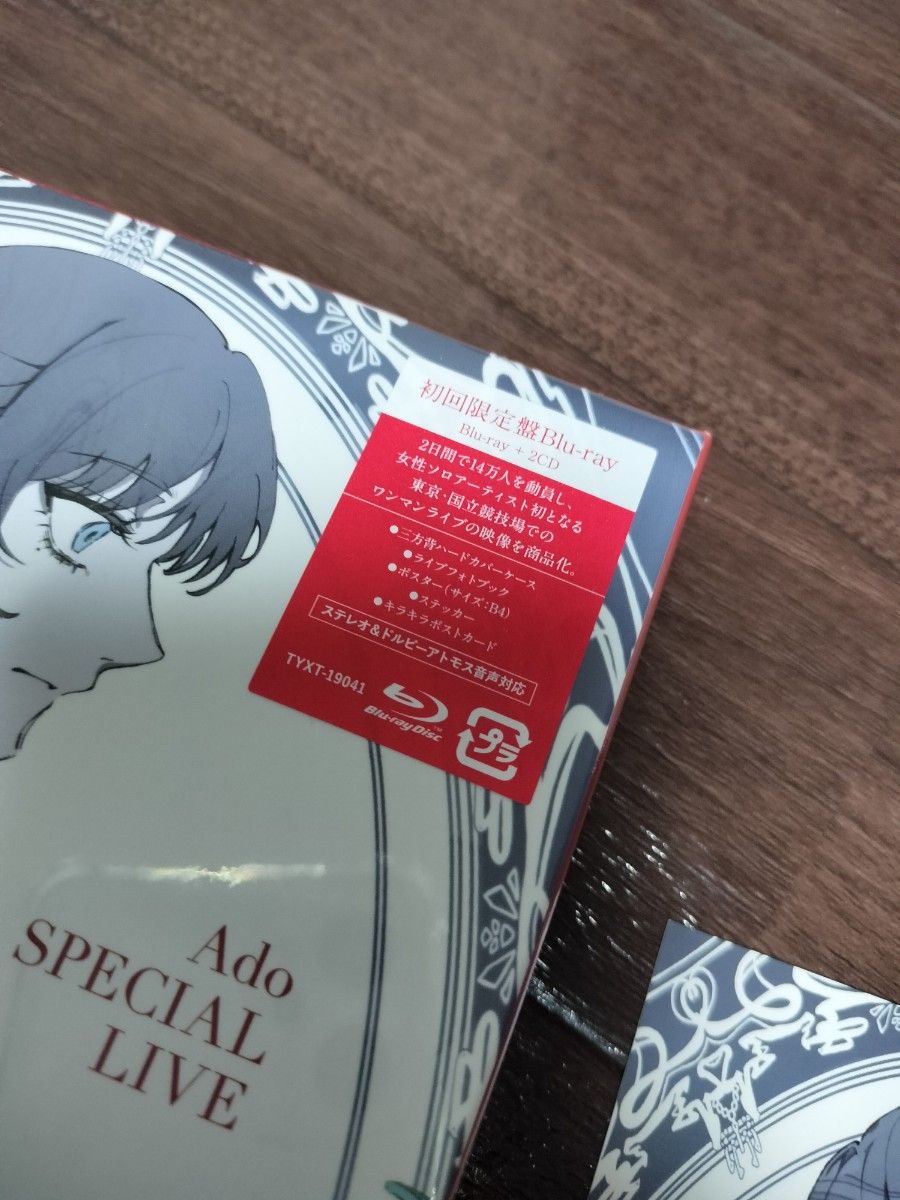 初回限定盤Blu-ray
Blu-ray + 2CD
2日間で14万人を動員し、
女性ソロアーティスト初となる
東京・国立競技場での
ワンマンライブの映像を商品化。
●三方背ハードカバーケース
●ライブフォトブック
●ポスター(サイズ:B4)
●ステッカー
●キラキラポストカード
ステレオ&ドルビーアトモス音声対応
TYXT-19041
Blu-ray Disc™
プラ
Ado
SPECIAL
LIVE